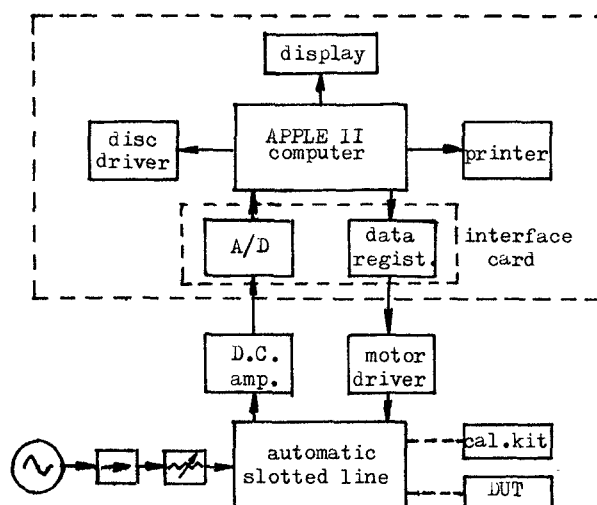 display
disc
driver
APPLE II
computer
printer
A/D
data
regist.
interface
card
D.C.
amp.
motor
driver
automatic
slotted line
cal.kit
DUT